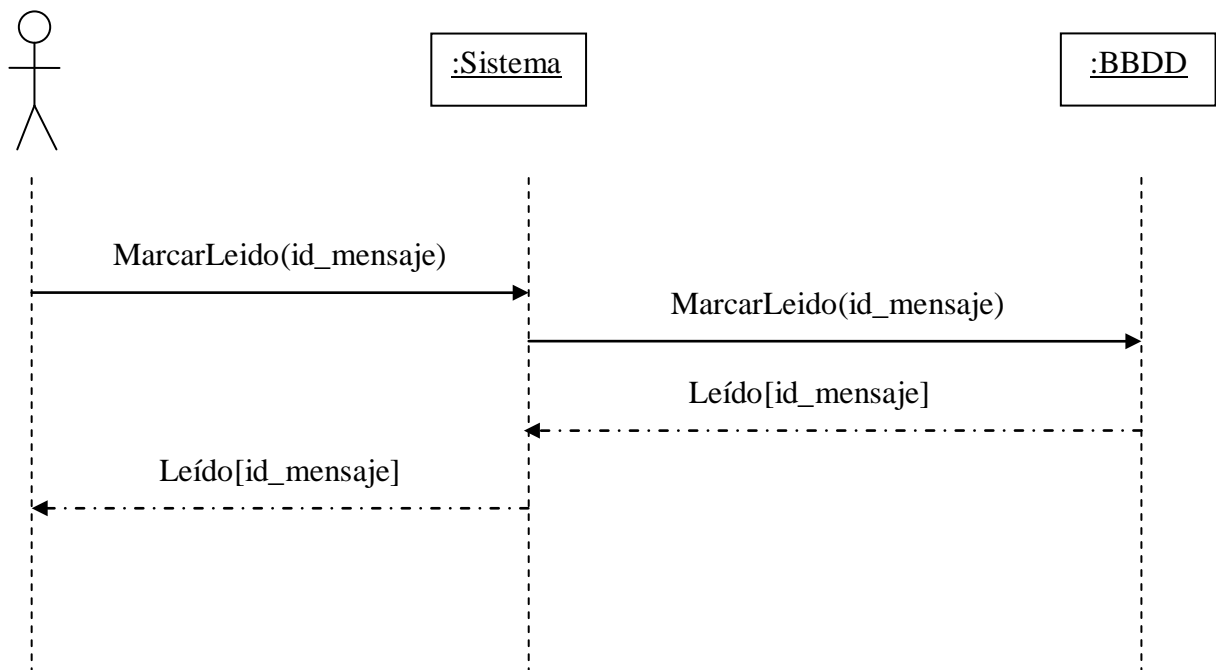 :Sistema
:BBDD
MarcarLeido(id_mensaje)
MarcarLeido(id_mensaje)
Leído[id_mensaje]
Leído[id_mensaje]